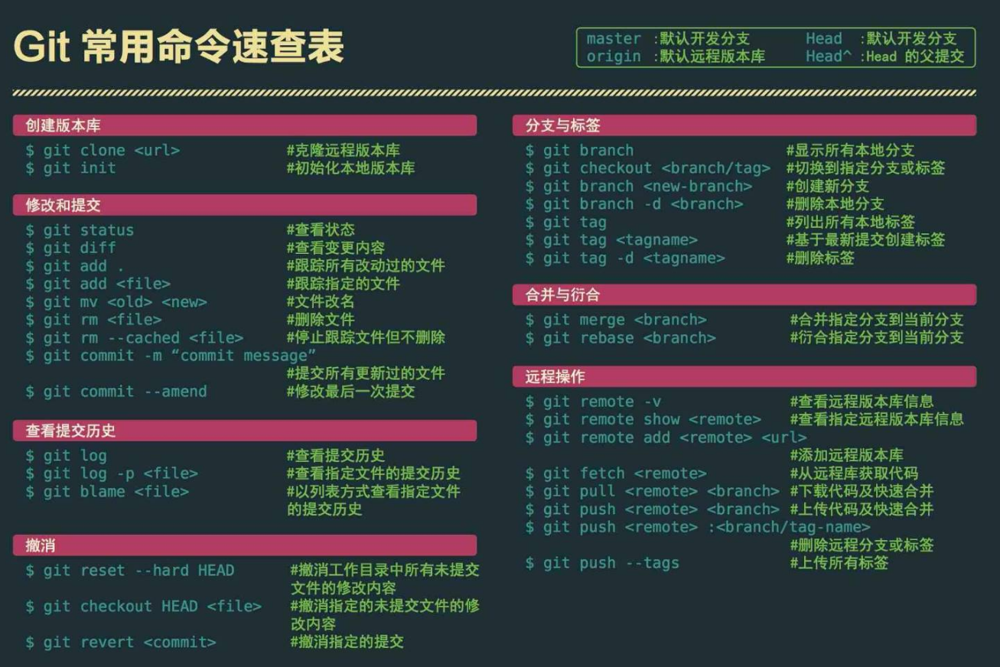 Git 常用命令速查表
master :默认开发分支 Head :默认开发分支
origin :默认远程版本库 Head^ :Head 的父提交
创建版本库
$ git clone <url> #克隆远程版本库
$ git init #初始化本地版本库
修改和提交
$ git status #查看状态
$ git diff #查看变更内容
$ git add . #跟踪所有改动过的文件
$ git add <file> #跟踪指定的文件
$ git mv <old> <new> #文件改名
$ git rm <file> #删除文件
$ git rm --cached <file> #停止跟踪文件但不删除
$ git commit -m “commit message”
#提交所有更新过的文件
$ git commit --amend #修改最后一次提交
查看提交历史
$ git log #查看提交历史
$ git log -p <file> #查看指定文件的提交历史
$ git blame <file> #以列表方式查看指定文件
的提交历史
撤消
$ git reset --hard HEAD #撤消工作目录中所有未提交
文件的修改内容
$ git checkout HEAD <file> #撤消指定的未提交文件的修
改内容
$ git revert <commit> #撤消指定的提交
分支与标签
$ git branch #显示所有本地分支
$ git checkout <branch/tag> #切换到指定分支或标签
$ git branch <new-branch> #创建新分支
$ git branch -d <branch> #删除本地分支
$ git tag #列出所有本地标签
$ git tag <tagname> #基于最新提交创建标签
$ git tag -d <tagname> #删除标签
合并与衍合
$ git merge <branch> #合并指定分支到当前分支
$ git rebase <branch> #衍合指定分支到当前分支
远程操作
$ git remote -v #查看远程版本库信息
$ git remote show <remote> #查看指定远程版本库信息
$ git remote add <remote> <url>
#添加远程版本库
$ git fetch <remote> #从远程库获取代码
$ git pull <remote> <branch> #下载代码及快速合并
$ git push <remote> <branch> #上传代码及快速合并
$ git push <remote> :<branch/tag-name>
#删除远程分支或标签
$ git push --tags #上传所有标签